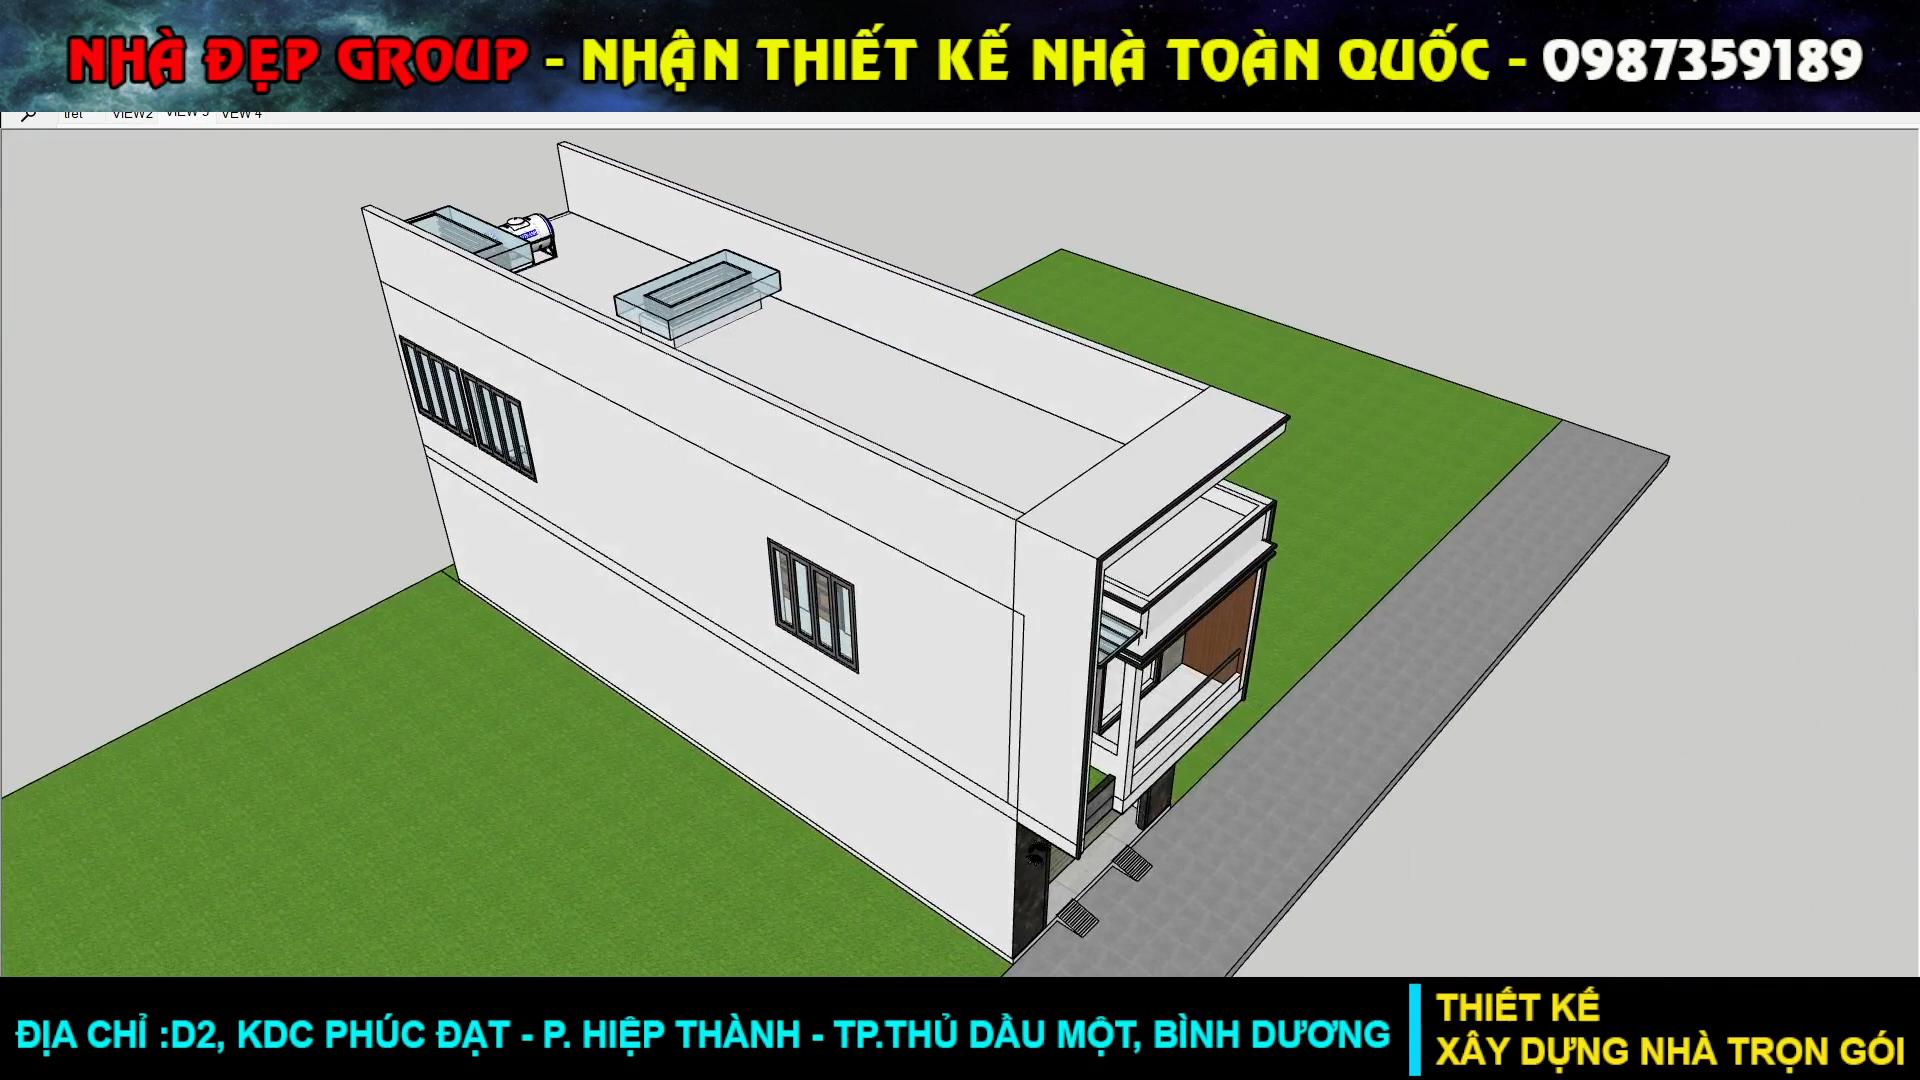 NHÀ ĐẸP GROUP - NHẬN THIẾT KẾ NHÀ TOÀN QUỐC - 0987359189
VIEW2
ĐỊA CHỈ :D2, KDC PHÚC ĐẠT - P. HIỆP THÀNH - TP.THỦ DẦU MỘT, BÌNH DƯƠNG
THIẾT KẾ
XÂY DỰNG NHÀ TRỌN GÓI